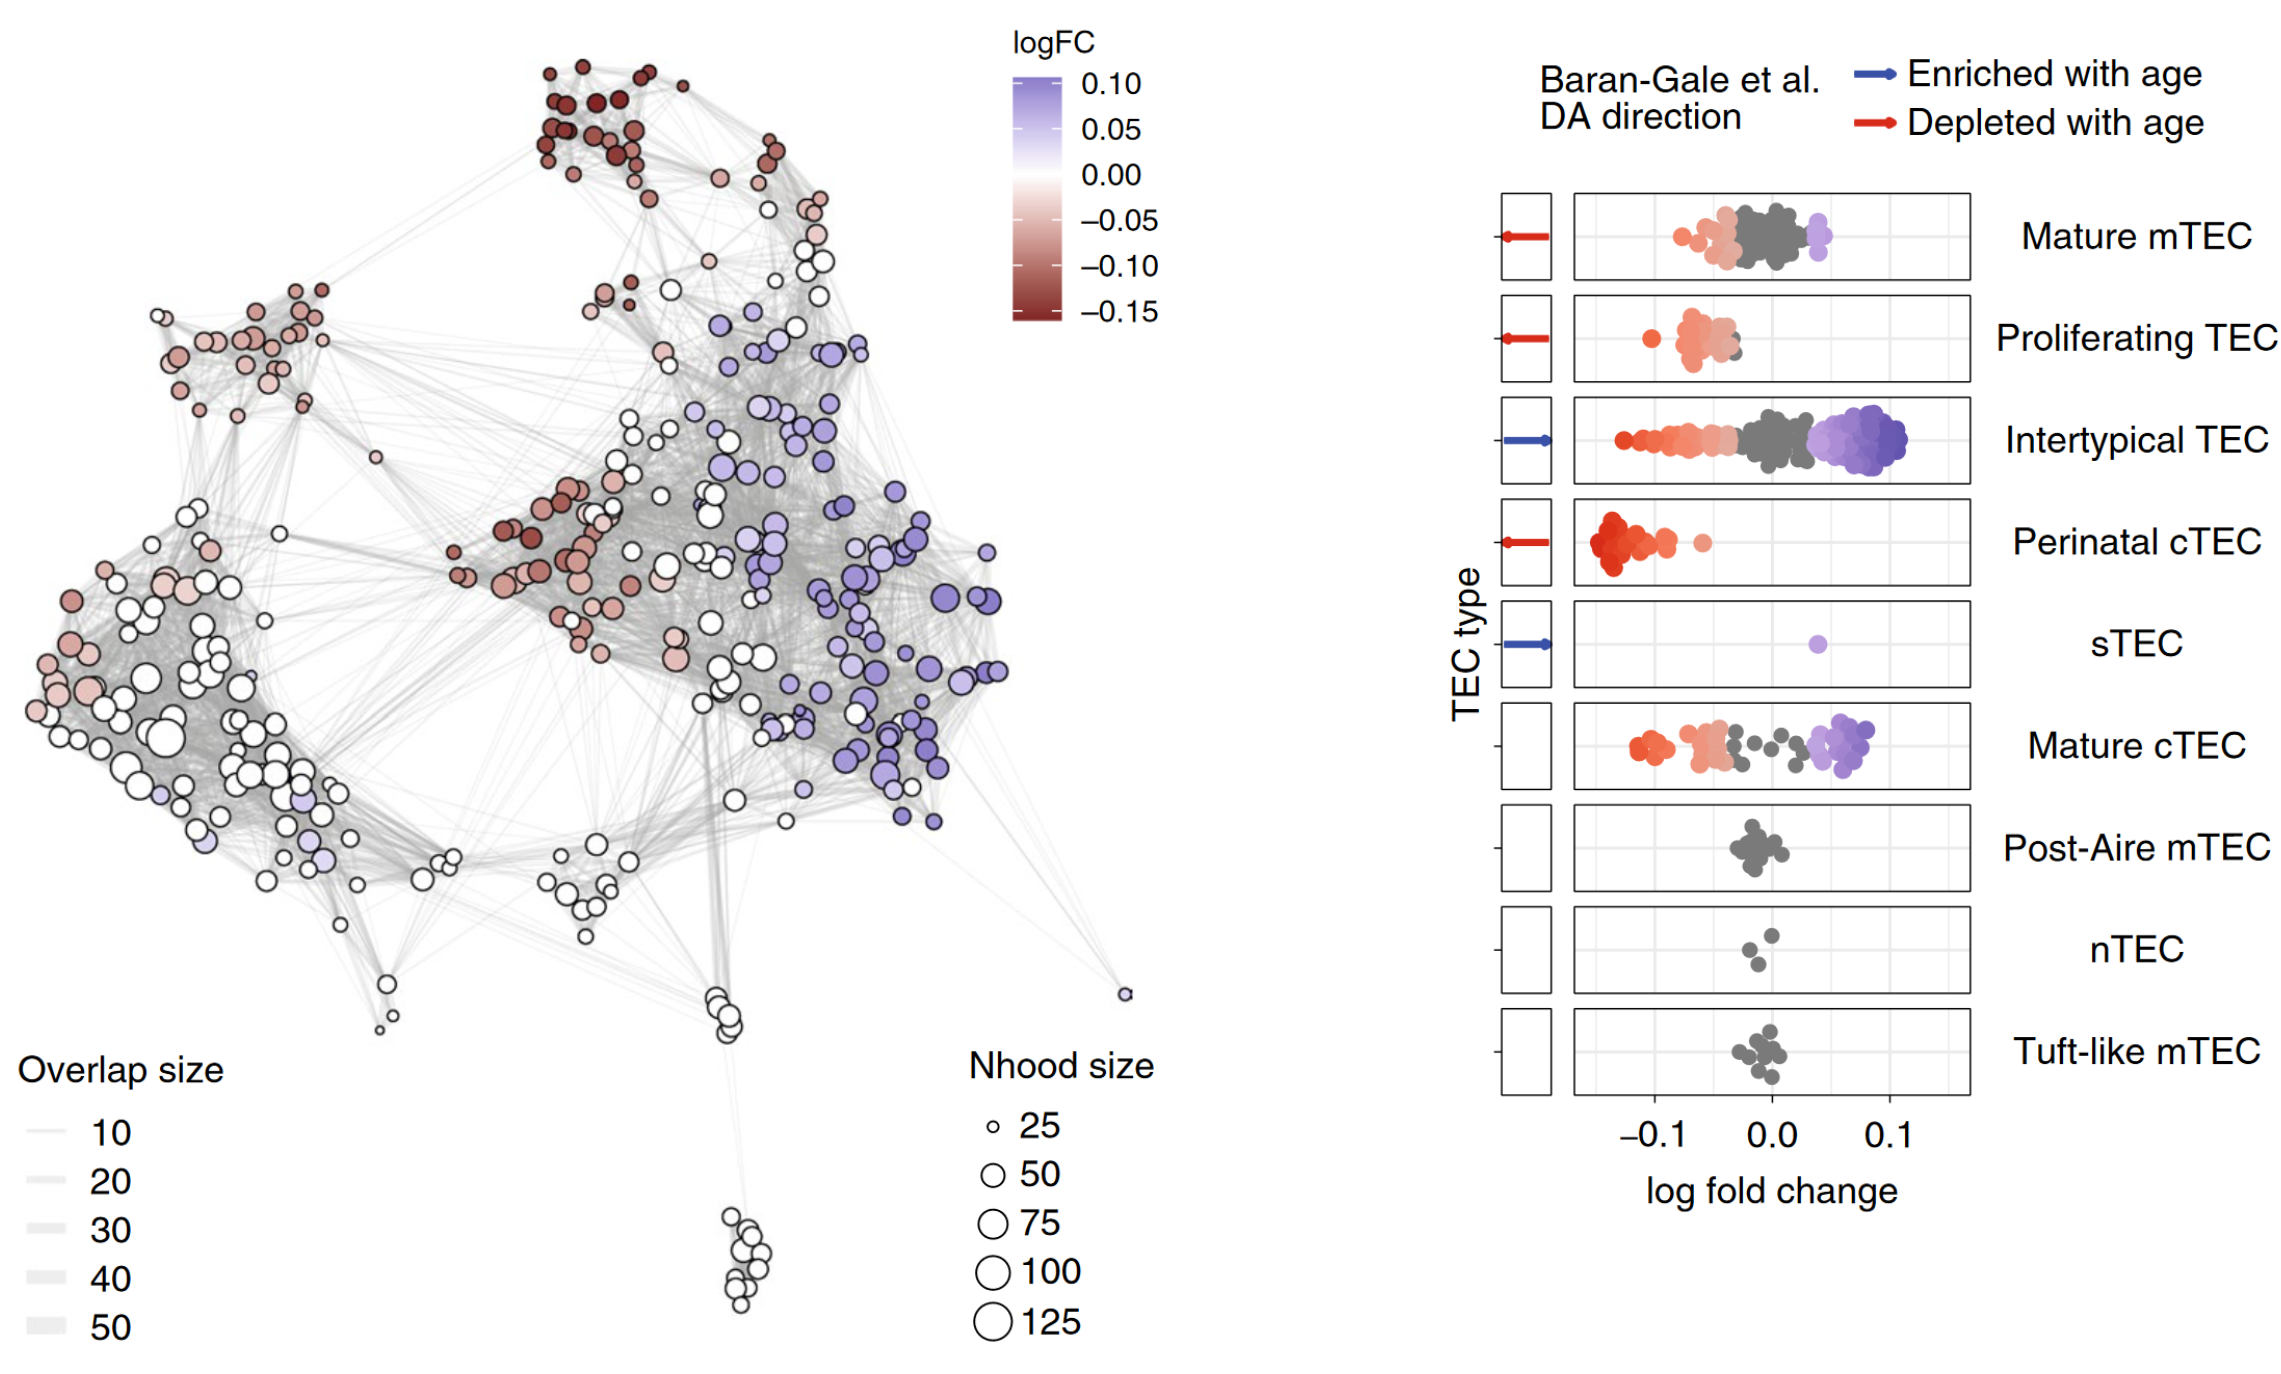 logFC
0.10
0.05
0.00
−0.05
−0.10
−0.15
Overlap size
10
20
30
40
50
Nhood size
25
50
75
100
125
Baran-Gale et al.
DA direction
Enriched with age
Depleted with age
TEC type
Mature mTEC
Proliferating TEC
Intertypical TEC
Perinatal cTEC
sTEC
Mature cTEC
Post-Aire mTEC
nTEC
Tuft-like mTEC
−0.1 0.0 0.1
log fold change